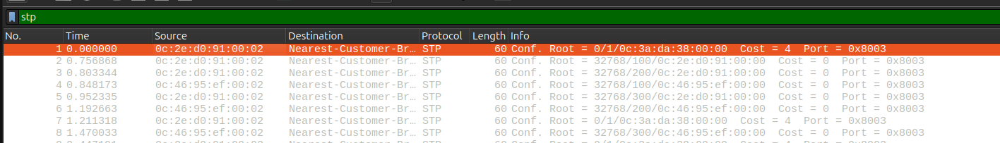 stp
No. Time Source Destination Protocol Length Info
1 0.000000 0c:2e:d0:91:00:02 Nearest-Customer-Br… STP 60 Conf. Root = 0/1/0c:3a:da:38:00:00 Cost = 4 Port = 0x8003
2 0.756868 0c:2e:d0:91:00:02 Nearest-Customer-Br… STP 60 Conf. Root = 32768/100/0c:2e:d0:91:00:00 Cost = 0 Port = 0x8003
3 0.803344 0c:2e:d0:91:00:02 Nearest-Customer-Br… STP 60 Conf. Root = 32768/200/0c:2e:d0:91:00:00 Cost = 0 Port = 0x8003
4 0.848173 0c:46:95:ef:00:02 Nearest-Customer-Br… STP 60 Conf. Root = 32768/100/0c:46:95:ef:00:00 Cost = 0 Port = 0x8003
5 0.952335 0c:2e:d0:91:00:02 Nearest-Customer-Br… STP 60 Conf. Root = 32768/300/0c:2e:d0:91:00:00 Cost = 0 Port = 0x8003
6 1.192663 0c:46:95:ef:00:02 Nearest-Customer-Br… STP 60 Conf. Root = 32768/200/0c:46:95:ef:00:00 Cost = 0 Port = 0x8003
7 1.211318 0c:46:95:ef:00:02 Nearest-Customer-Br… STP 60 Conf. Root = 0/1/0c:3a:da:38:00:00 Cost = 4 Port = 0x8003
8 1.470033 0c:46:95:ef:00:02 Nearest-Customer-Br… STP 60 Conf. Root = 32768/300/0c:46:95:ef:00:00 Cost = 0 Port = 0x8003